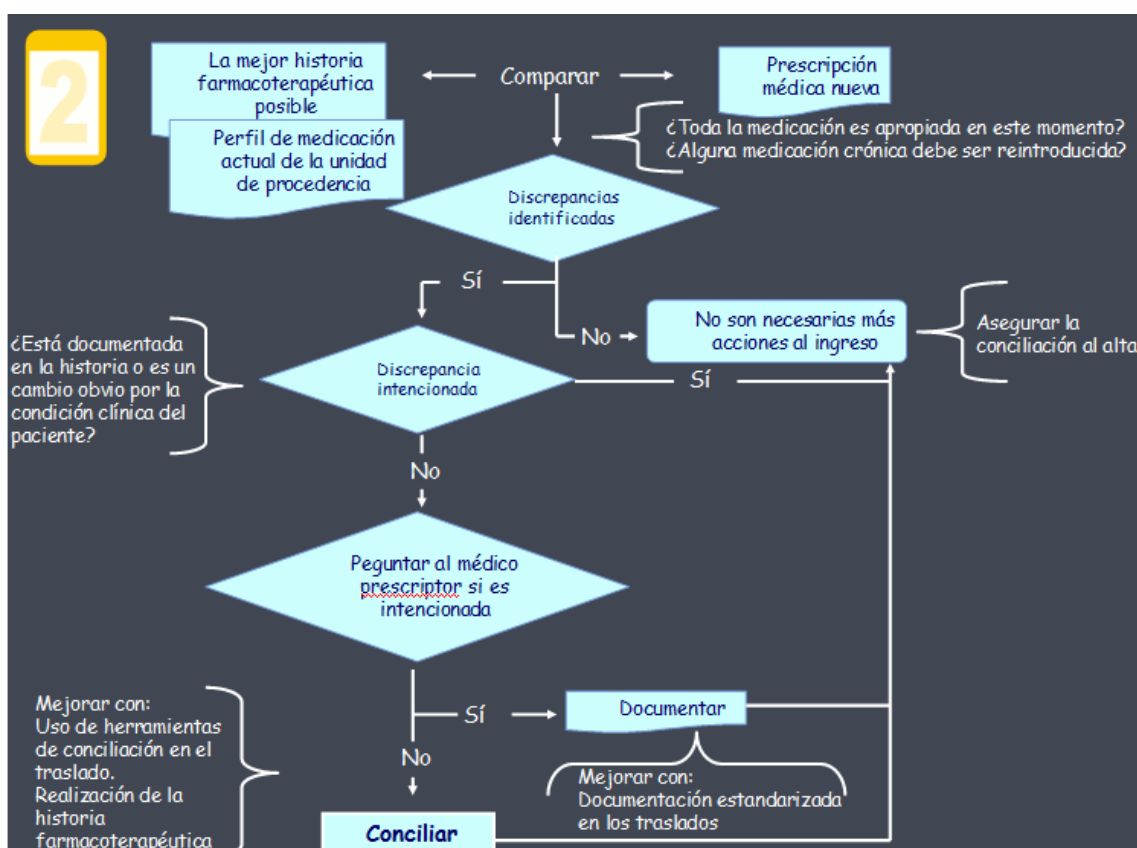 2
La mejor historia
farmacoterapéutica
posible
Comparar
Prescripción
médica nueva
Perfil de medicación
actual de la unidad
de procedencia
¿Toda la medicación es apropiada en este momento?
¿Alguna medicación crónica debe ser reintroducida?
Discrepancias
identificadas
Sí
No
No son necesarias más
acciones al ingreso
Asegurar la
conciliación al alta
¿Está documentada
en la historia o es un
cambio obvio por la
condición clínica del
paciente?
Discrepancia
intencionada
Sí
No
Peguntar al médico
prescriptor si es
intencionada
Mejorar con:
Uso de herramientas
de conciliación en el
traslado.
Realización de la
historia
farmacoterapéutica
Sí
Documentar
No
Mejorar con:
Documentación estandarizada
en los traslados
Conciliar